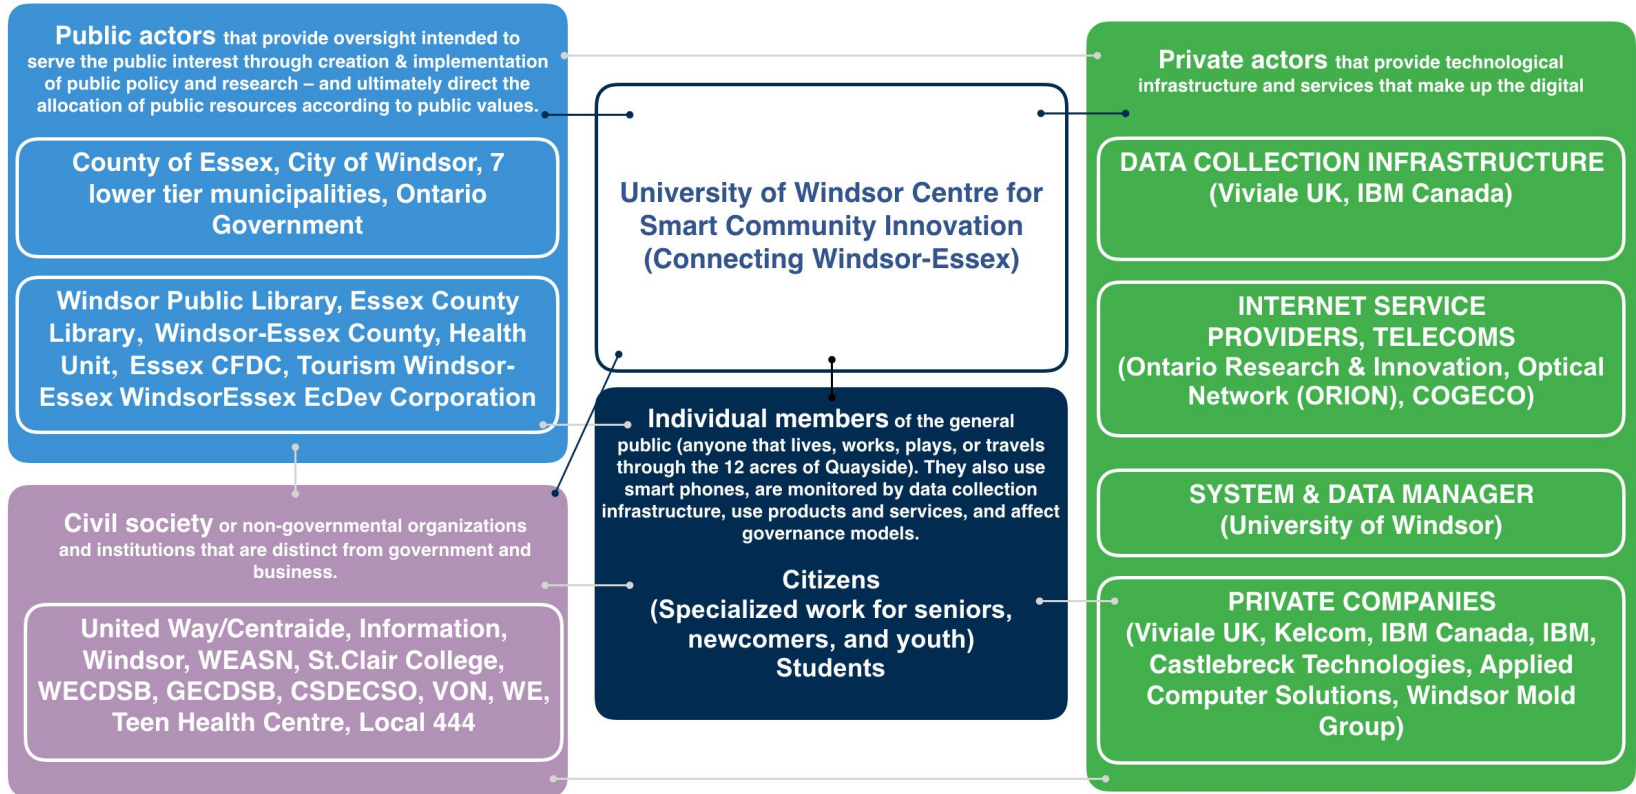 Public actors that provide oversight intended to
serve the public interest through creation & implementation
of public policy and research – and ultimately direct the
allocation of public resources according to public values.
County of Essex, City of Windsor, 7
lower tier municipalities, Ontario
Government
Windsor Public Library, Essex County
Library, Windsor-Essex County, Health
Unit, Essex CFDC, Tourism Windsor-
Essex WindsorEssex EcDev Corporation
Civil society or non-governmental organizations
and institutions that are distinct from government and
business.
United Way/Centraide, Information,
Windsor, WEASN, St.Clair College,
WECDSB, GECDSB, CSDECSO, VON, WE,
Teen Health Centre, Local 444
University of Windsor Centre for
Smart Community Innovation
(Connecting Windsor-Essex)
Individual members of the general
public (anyone that lives, works, plays, or travels
through the 12 acres of Quayside). They also use
smart phones, are monitored by data collection
infrastructure, use products and services, and affect
governance models.
Citizens
(Specialized work for seniors,
newcomers, and youth)
Students
Private actors that provide technological
infrastructure and services that make up the digital
DATA COLLECTION INFRASTRUCTURE
(Viviale UK, IBM Canada)
INTERNET SERVICE
PROVIDERS, TELECOMS
(Ontario Research & Innovation, Optical
Network (ORION), COGECO)
SYSTEM & DATA MANAGER
(University of Windsor)
PRIVATE COMPANIES
(Viviale UK, Kelcom, IBM Canada, IBM,
Castlebreck Technologies, Applied
Computer Solutions, Windsor Mold
Group)